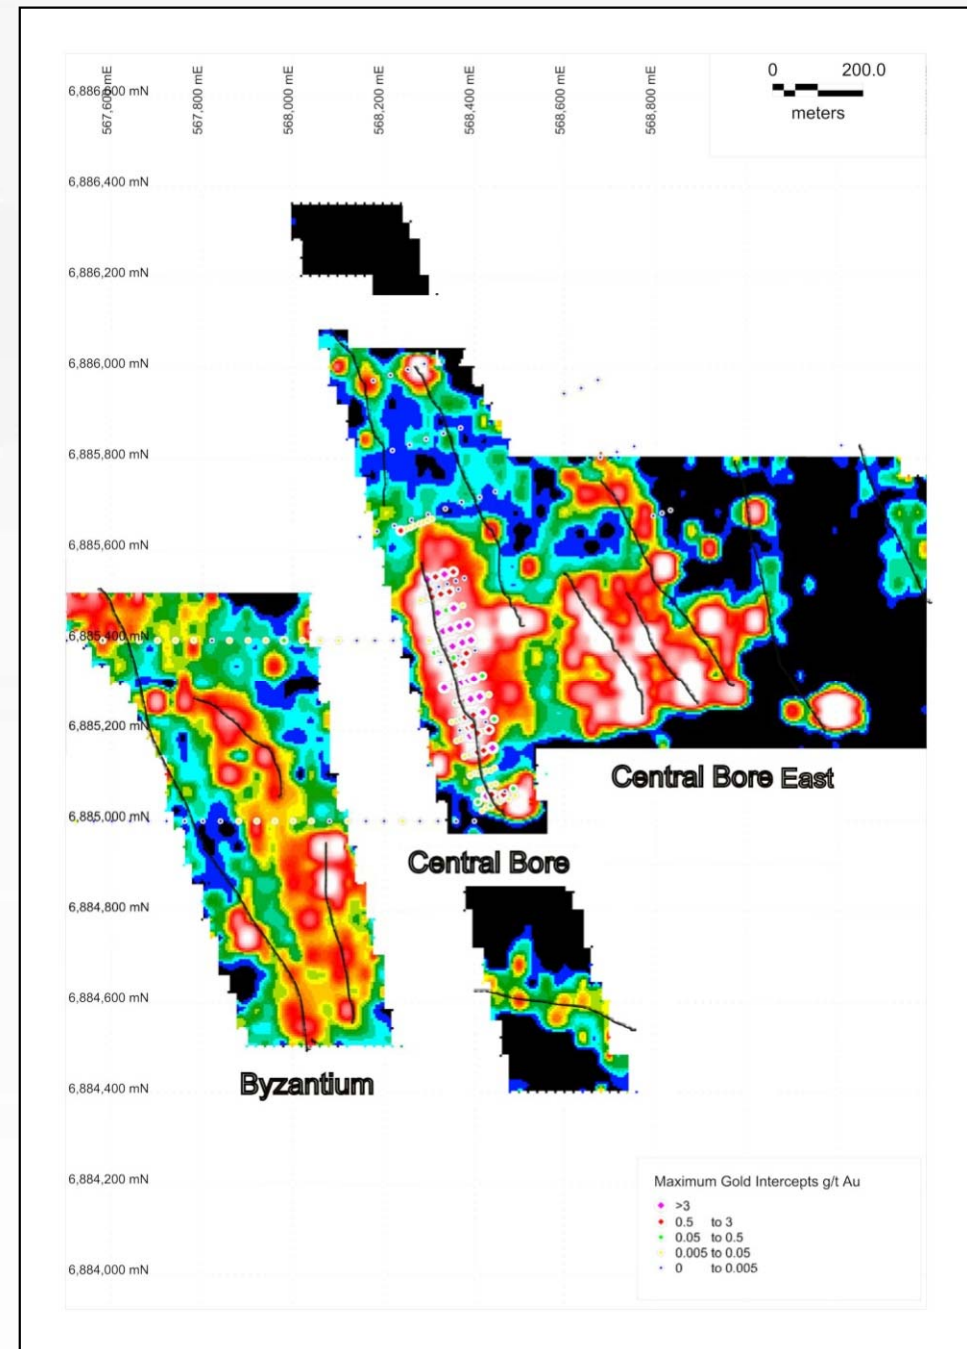 0 200.0
meters
6,886,600 mN
567,600 mE
567,800 mE
568,000 mE
568,200 mE
568,400 mE
568,600 mE
568,800 mE
6,886,400 mN
6,886,200 mN
6,886,000 mN
6,885,800 mN
6,885,600 mN
6,885,400 mN
6,885,200 mN
Central Bore East
6,885,000 mN
Central Bore
6,884,800 mN
6,884,600 mN
Byzantium
6,884,400 mN
6,884,200 mN
6,884,000 mN
Maximum Gold Intercepts g/t Au
>3
0.5 to 3
0.05 to 0.5
0.005 to 0.05
0 to 0.005